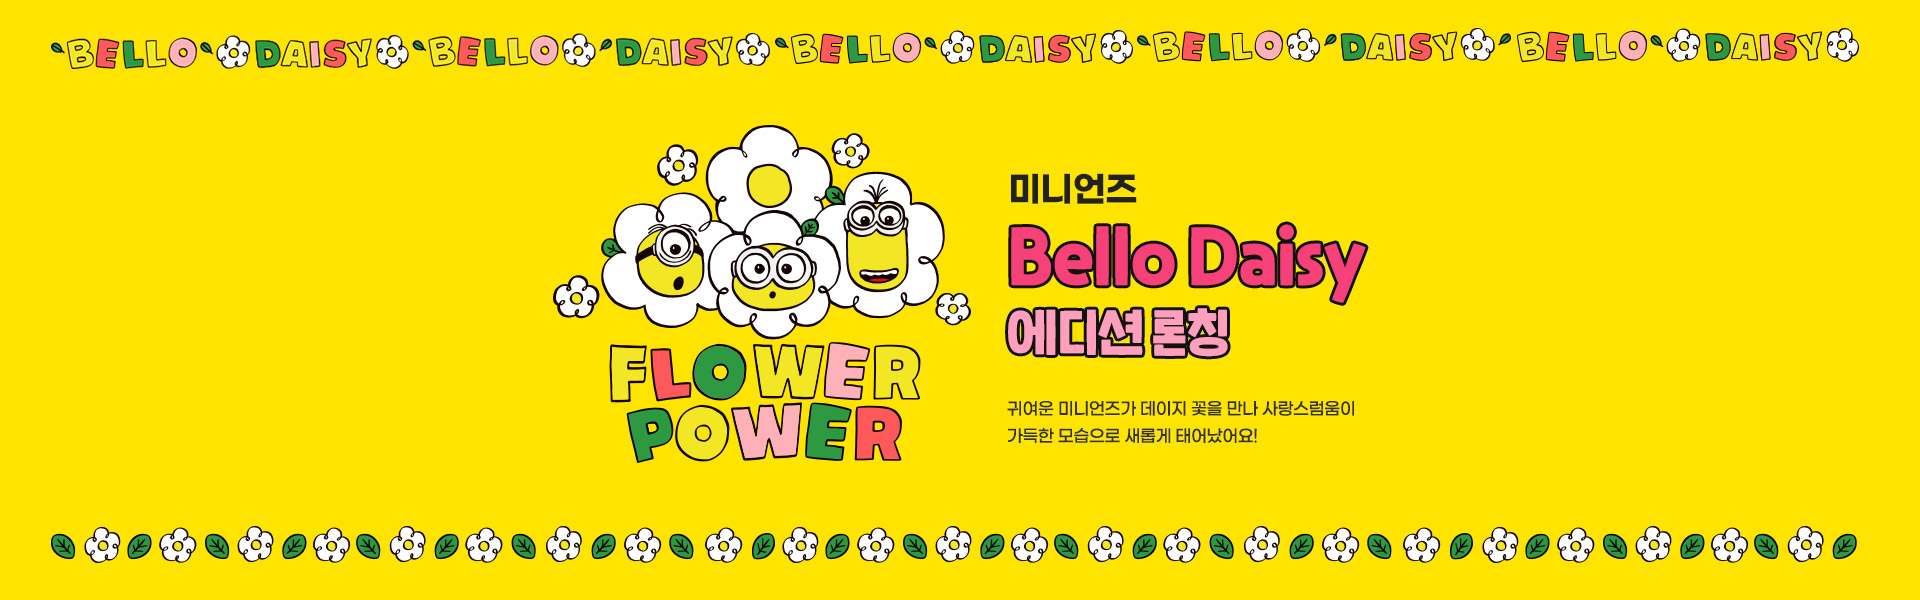 BELLO DAISY BELLO DAISY BELLO DAISY BELLO DAISY BELLO DAISY
FLOWER
POWER
미니언즈
Bello Daisy
에디션 론칭
귀여운 미니언즈가 데이지 꽃을 만나 사랑스럼움이
가득한 모습으로 새롭게 태어났어요!